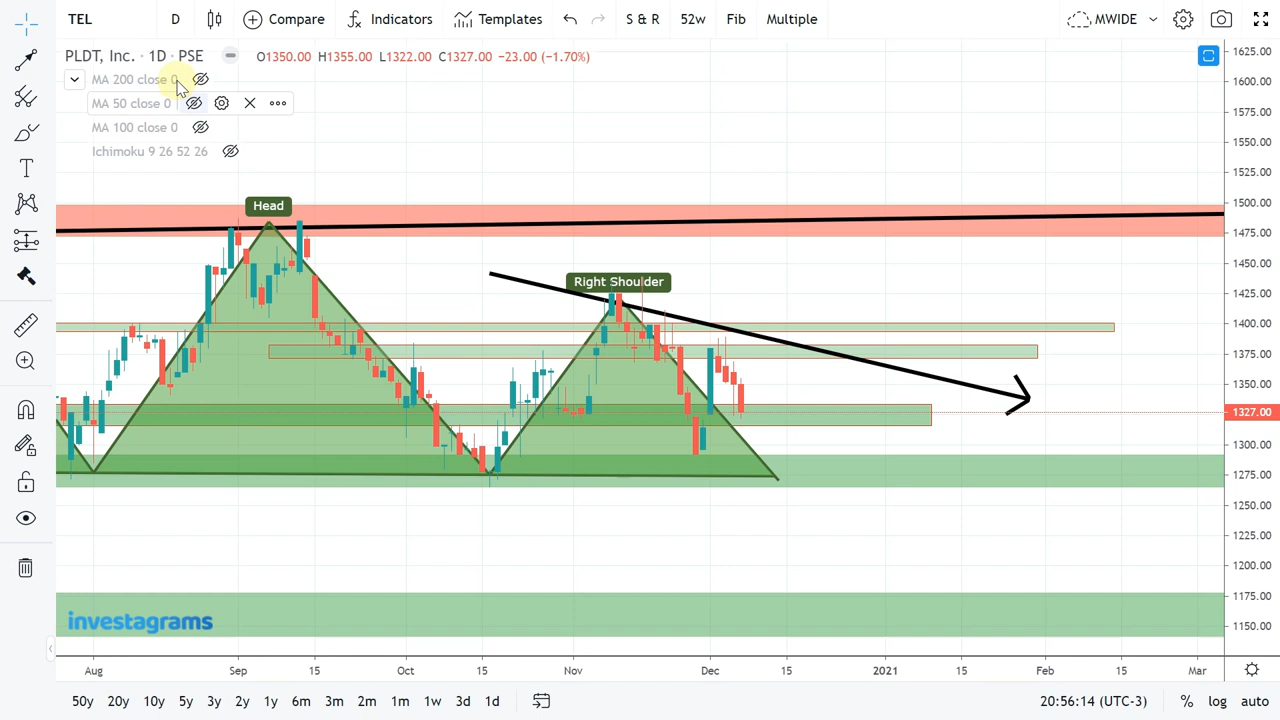 TEL D Compare Indicators Templates S & R 52w Fib Multiple MWIDE
PLDT, Inc. · 1D · PSE O1350.00 H1355.00 L1322.00 C1327.00 −23.00 (−1.70%)
MA 200 close 0
MA 50 close 0
MA 100 close 0
Ichimoku 9 26 52 26
Head
Right Shoulder
1625.00
1600.00
1575.00
1550.00
1525.00
1500.00
1475.00
1450.00
1425.00
1400.00
1375.00
1350.00
1327.00
1300.00
1275.00
1250.00
1225.00
1200.00
1175.00
1150.00
investagrams
Aug Sep 15 Oct 15 Nov Dec 15 2021 15 Feb 15 Mar
50y 20y 10y 5y 3y 2y 1y 6m 3m 2m 1m 1w 3d 1d 20:56:14 (UTC-3) % log auto